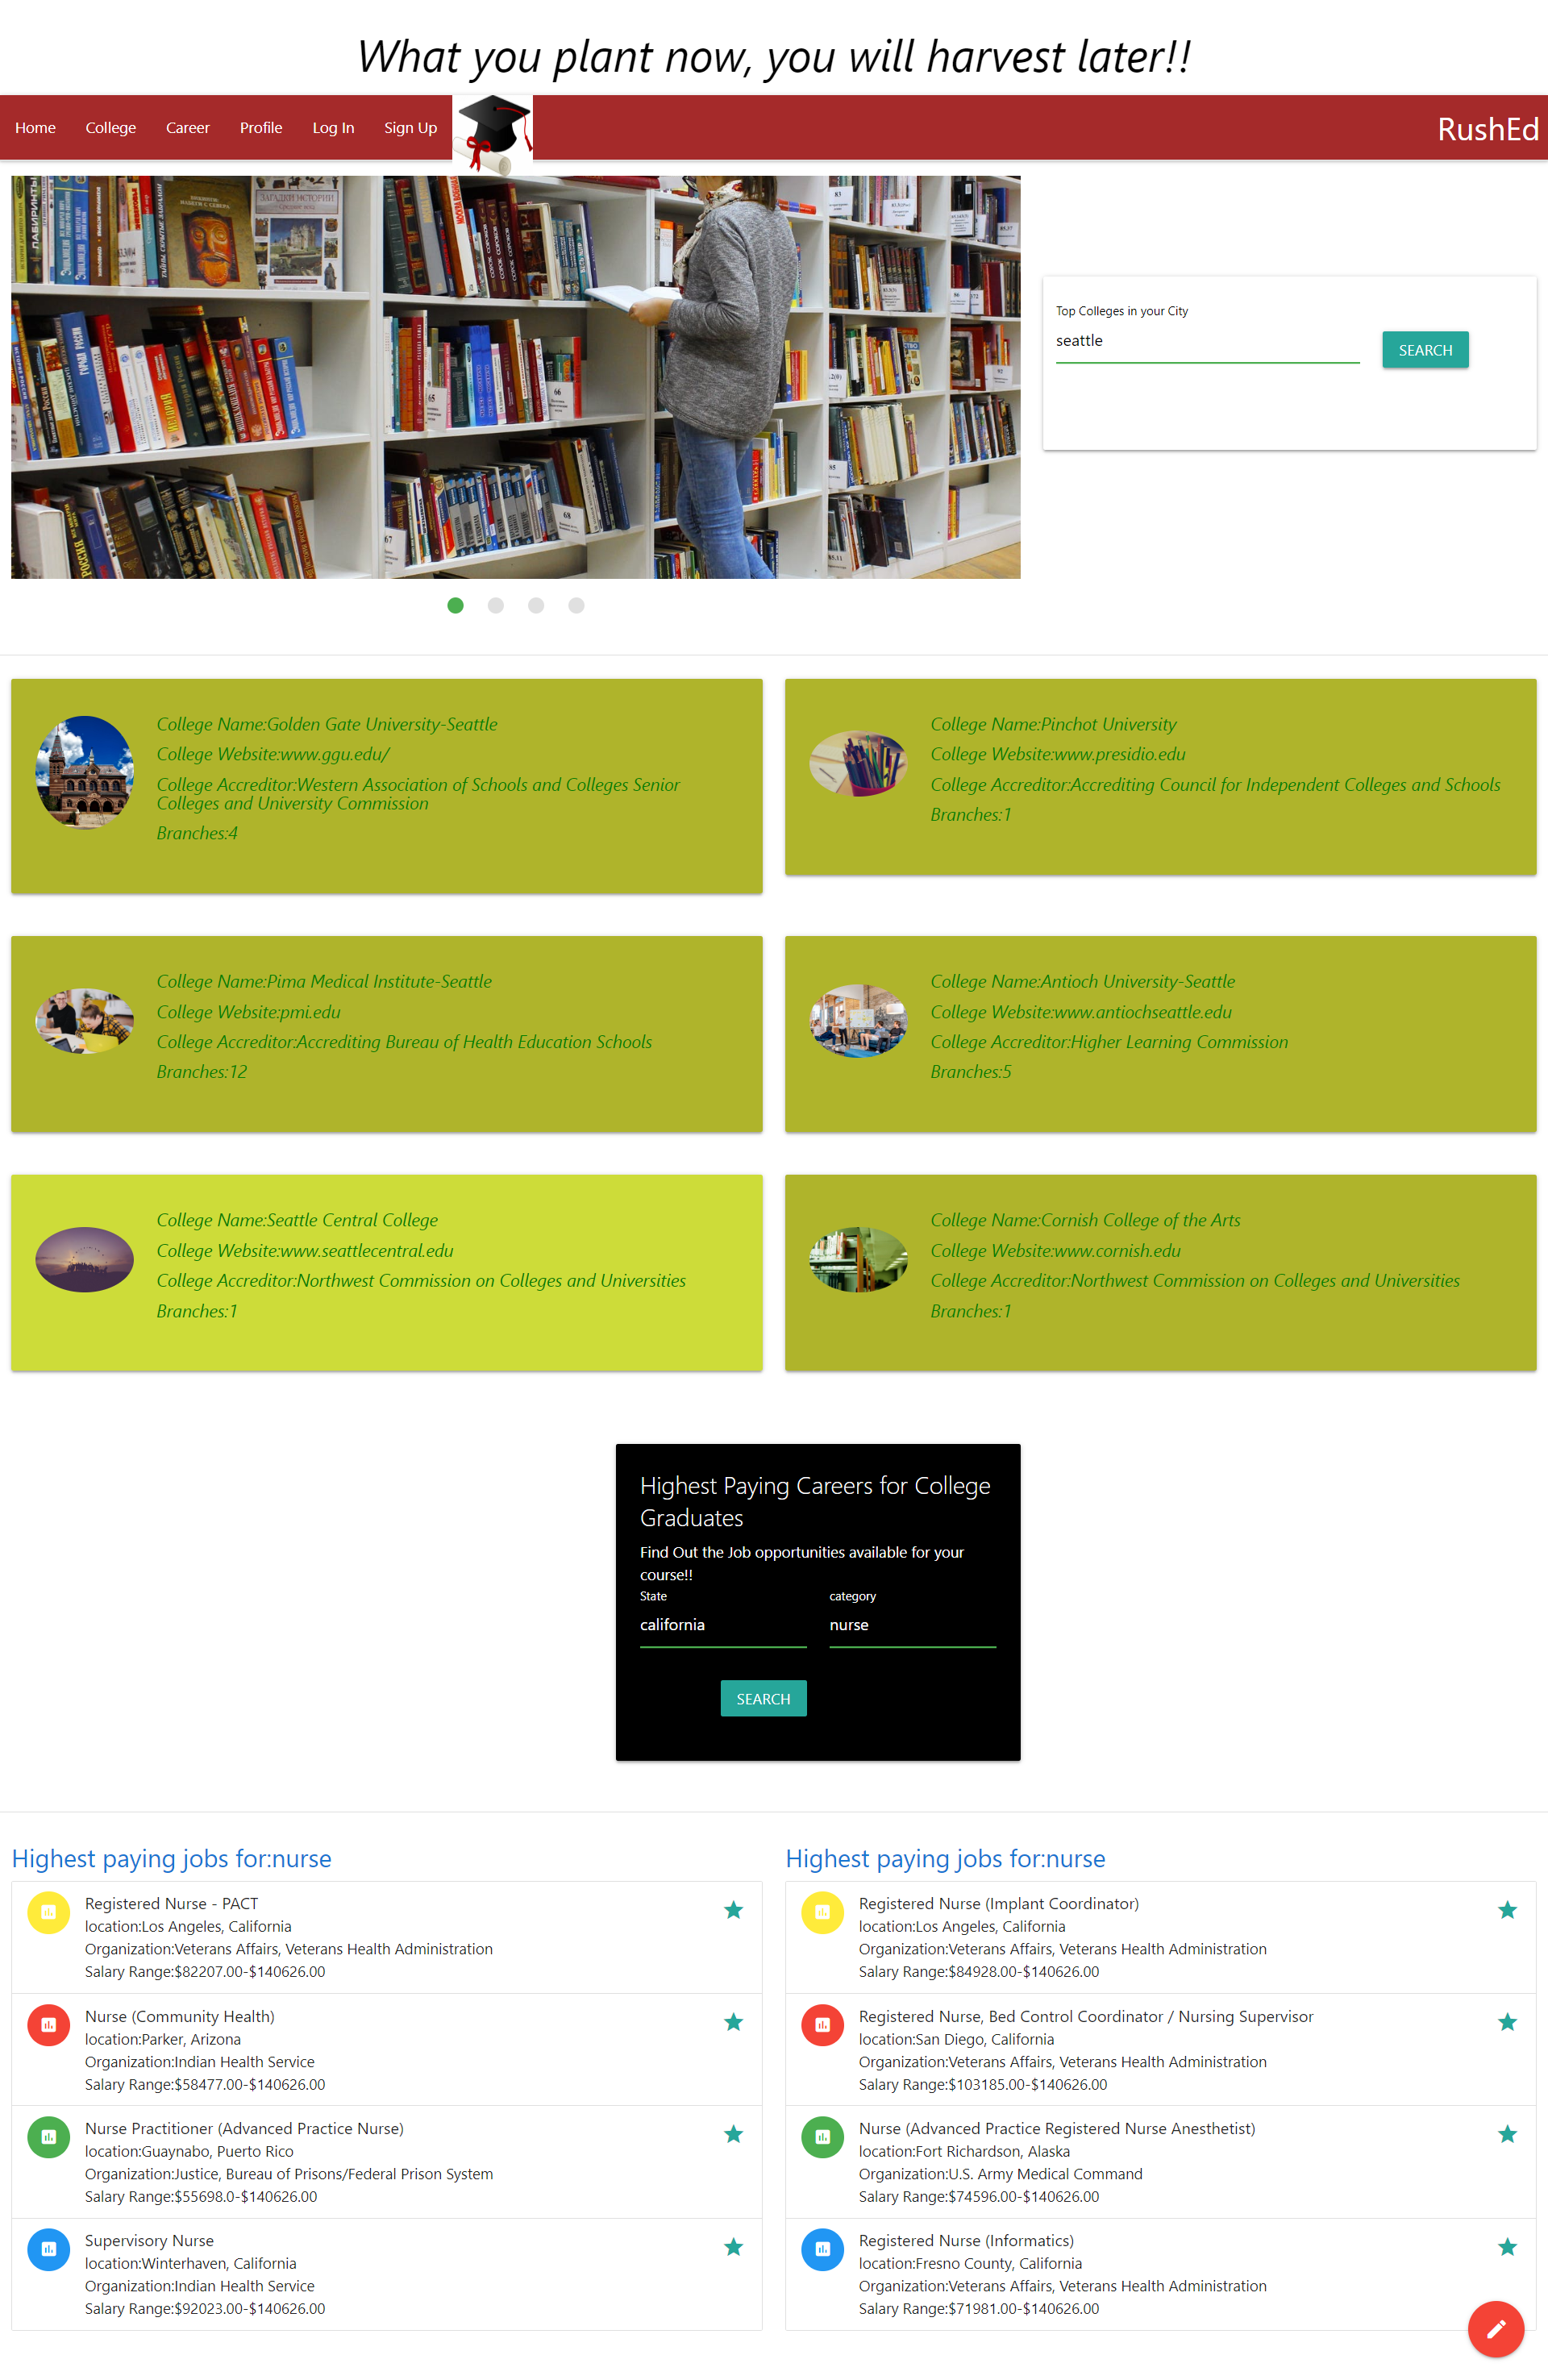 What you plant now, you will harvest later!!
Home College Career Profile Log In Sign Up RushEd
ЗАГАДКИ ИСТОРИИ
Top Colleges in your City
seattle
SEARCH
College Name:Golden Gate University-Seattle
College Website:www.ggu.edu/
College Accreditor:Western Association of Schools and Colleges Senior
Colleges and University Commission
Branches:4
College Name:Pinchot University
College Website:www.presidio.edu
College Accreditor:Accrediting Council for Independent Colleges and Schools
Branches:1
College Name:Pima Medical Institute-Seattle
College Website:pmi.edu
College Accreditor:Accrediting Bureau of Health Education Schools
Branches:12
College Name:Antioch University-Seattle
College Website:www.antiochseattle.edu
College Accreditor:Higher Learning Commission
Branches:5
College Name:Seattle Central College
College Website:www.seattlecentral.edu
College Accreditor:Northwest Commission on Colleges and Universities
Branches:1
College Name:Cornish College of the Arts
College Website:www.cornish.edu
College Accreditor:Northwest Commission on Colleges and Universities
Branches:1
Highest Paying Careers for College
Graduates
Find Out the Job opportunities available for your
course!!
State category
california nurse
SEARCH
Highest paying jobs for:nurse
Registered Nurse - PACT
location:Los Angeles, California
Organization:Veterans Affairs, Veterans Health Administration
Salary Range:$82207.00-$140626.00
Nurse (Community Health)
location:Parker, Arizona
Organization:Indian Health Service
Salary Range:$58477.00-$140626.00
Nurse Practitioner (Advanced Practice Nurse)
location:Guaynabo, Puerto Rico
Organization:Justice, Bureau of Prisons/Federal Prison System
Salary Range:$55698.0-$140626.00
Supervisory Nurse
location:Winterhaven, California
Organization:Indian Health Service
Salary Range:$92023.00-$140626.00
Highest paying jobs for:nurse
Registered Nurse (Implant Coordinator)
location:Los Angeles, California
Organization:Veterans Affairs, Veterans Health Administration
Salary Range:$84928.00-$140626.00
Registered Nurse, Bed Control Coordinator / Nursing Supervisor
location:San Diego, California
Organization:Veterans Affairs, Veterans Health Administration
Salary Range:$103185.00-$140626.00
Nurse (Advanced Practice Registered Nurse Anesthetist)
location:Fort Richardson, Alaska
Organization:U.S. Army Medical Command
Salary Range:$74596.00-$140626.00
Registered Nurse (Informatics)
location:Fresno County, California
Organization:Veterans Affairs, Veterans Health Administration
Salary Range:$71981.00-$140626.00